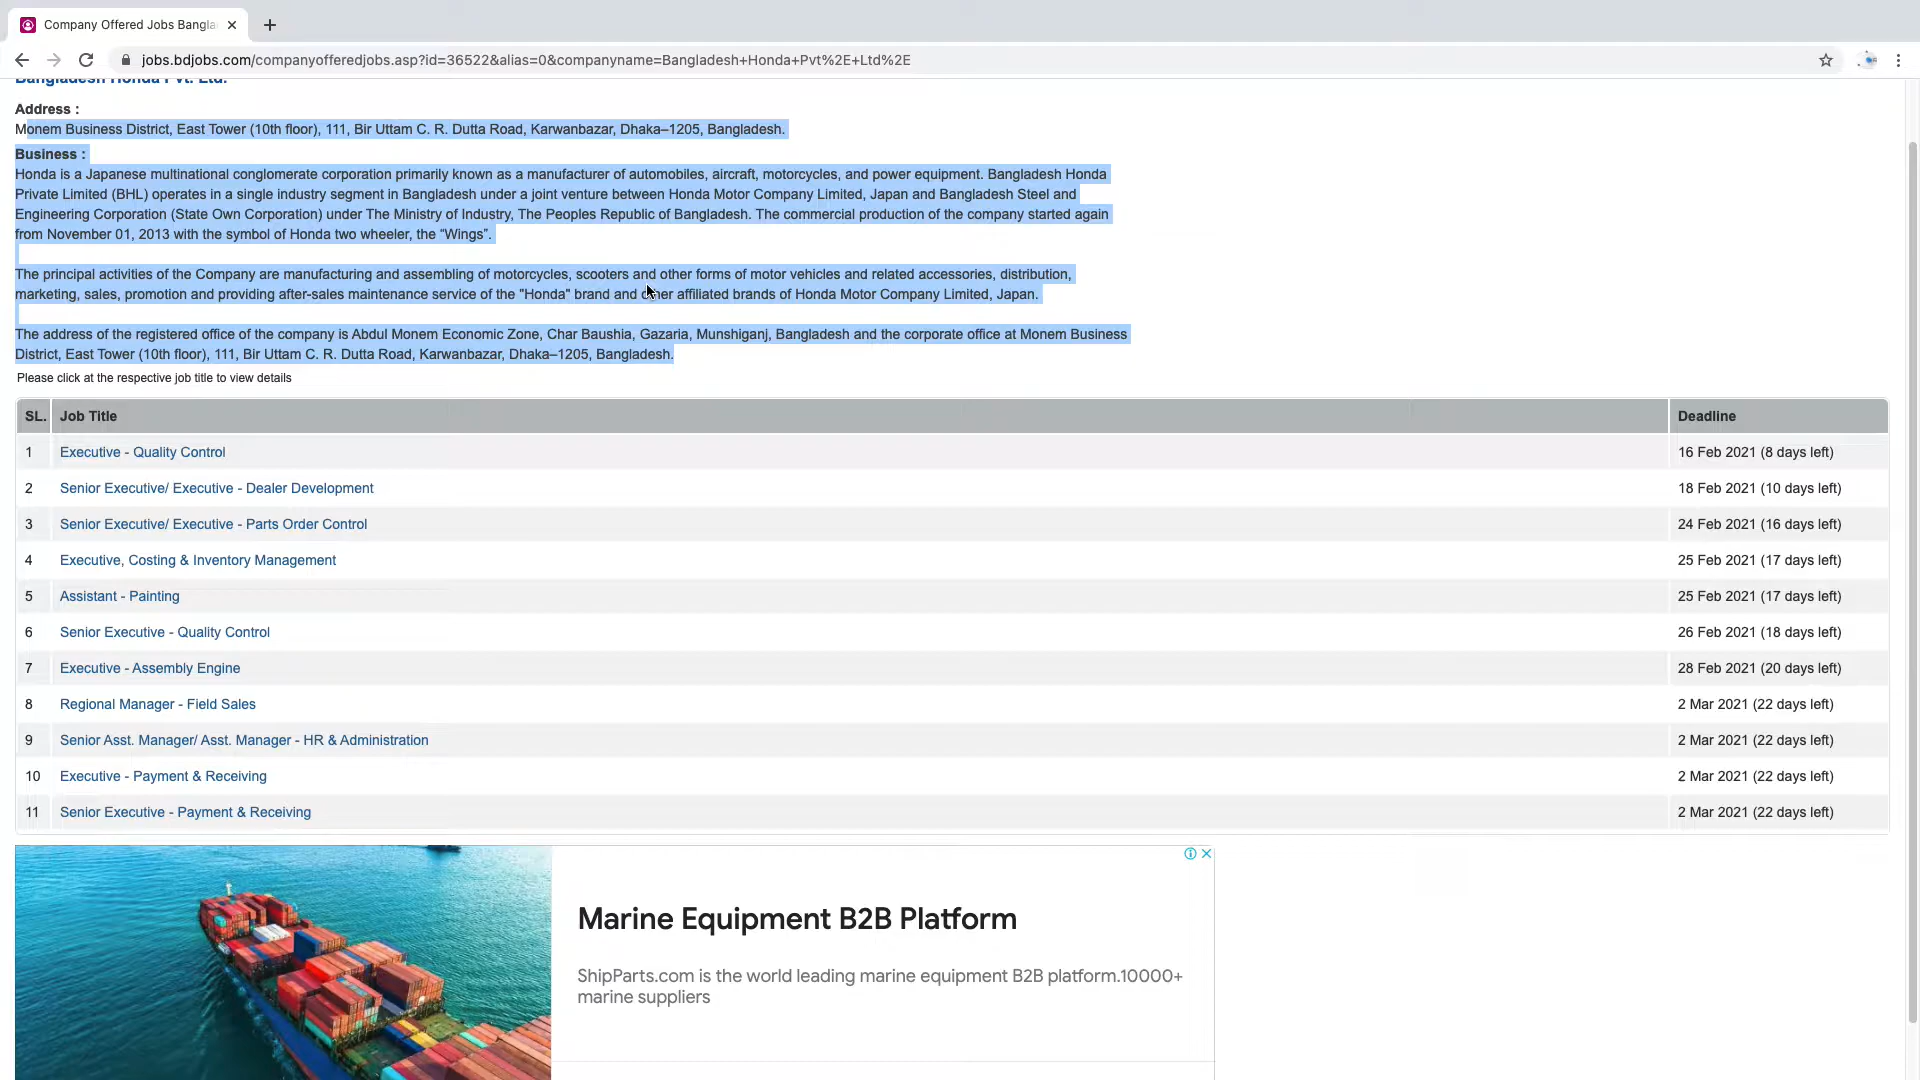 Company Offered Jobs Bangla
jobs.bdjobs.com/companyofferedjobs.asp?id=36522&alias=0&companyname=Bangladesh+Honda+Pvt%2E+Ltd%2E
Bangladesh Honda Pvt. Ltd.
Address :
Monem Business District, East Tower (10th floor), 111, Bir Uttam C. R. Dutta Road, Karwanbazar, Dhaka–1205, Bangladesh.
Business :
Honda is a Japanese multinational conglomerate corporation primarily known as a manufacturer of automobiles, aircraft, motorcycles, and power equipment. Bangladesh Honda
Private Limited (BHL) operates in a single industry segment in Bangladesh under a joint venture between Honda Motor Company Limited, Japan and Bangladesh Steel and
Engineering Corporation (State Own Corporation) under The Ministry of Industry, The Peoples Republic of Bangladesh. The commercial production of the company started again
from November 01, 2013 with the symbol of Honda two wheeler, the “Wings”.
The principal activities of the Company are manufacturing and assembling of motorcycles, scooters and other forms of motor vehicles and related accessories, distribution,
marketing, sales, promotion and providing after-sales maintenance service of the "Honda" brand and other affiliated brands of Honda Motor Company Limited, Japan.
The address of the registered office of the company is Abdul Monem Economic Zone, Char Baushia, Gazaria, Munshiganj, Bangladesh and the corporate office at Monem Business
District, East Tower (10th floor), 111, Bir Uttam C. R. Dutta Road, Karwanbazar, Dhaka–1205, Bangladesh.
Please click at the respective job title to view details
SL. Job Title Deadline
1 Executive - Quality Control 16 Feb 2021 (8 days left)
2 Senior Executive/ Executive - Dealer Development 18 Feb 2021 (10 days left)
3 Senior Executive/ Executive - Parts Order Control 24 Feb 2021 (16 days left)
4 Executive, Costing & Inventory Management 25 Feb 2021 (17 days left)
5 Assistant - Painting 25 Feb 2021 (17 days left)
6 Senior Executive - Quality Control 26 Feb 2021 (18 days left)
7 Executive - Assembly Engine 28 Feb 2021 (20 days left)
8 Regional Manager - Field Sales 2 Mar 2021 (22 days left)
9 Senior Asst. Manager/ Asst. Manager - HR & Administration 2 Mar 2021 (22 days left)
10 Executive - Payment & Receiving 2 Mar 2021 (22 days left)
11 Senior Executive - Payment & Receiving 2 Mar 2021 (22 days left)
Marine Equipment B2B Platform
ShipParts.com is the world leading marine equipment B2B platform.10000+
marine suppliers